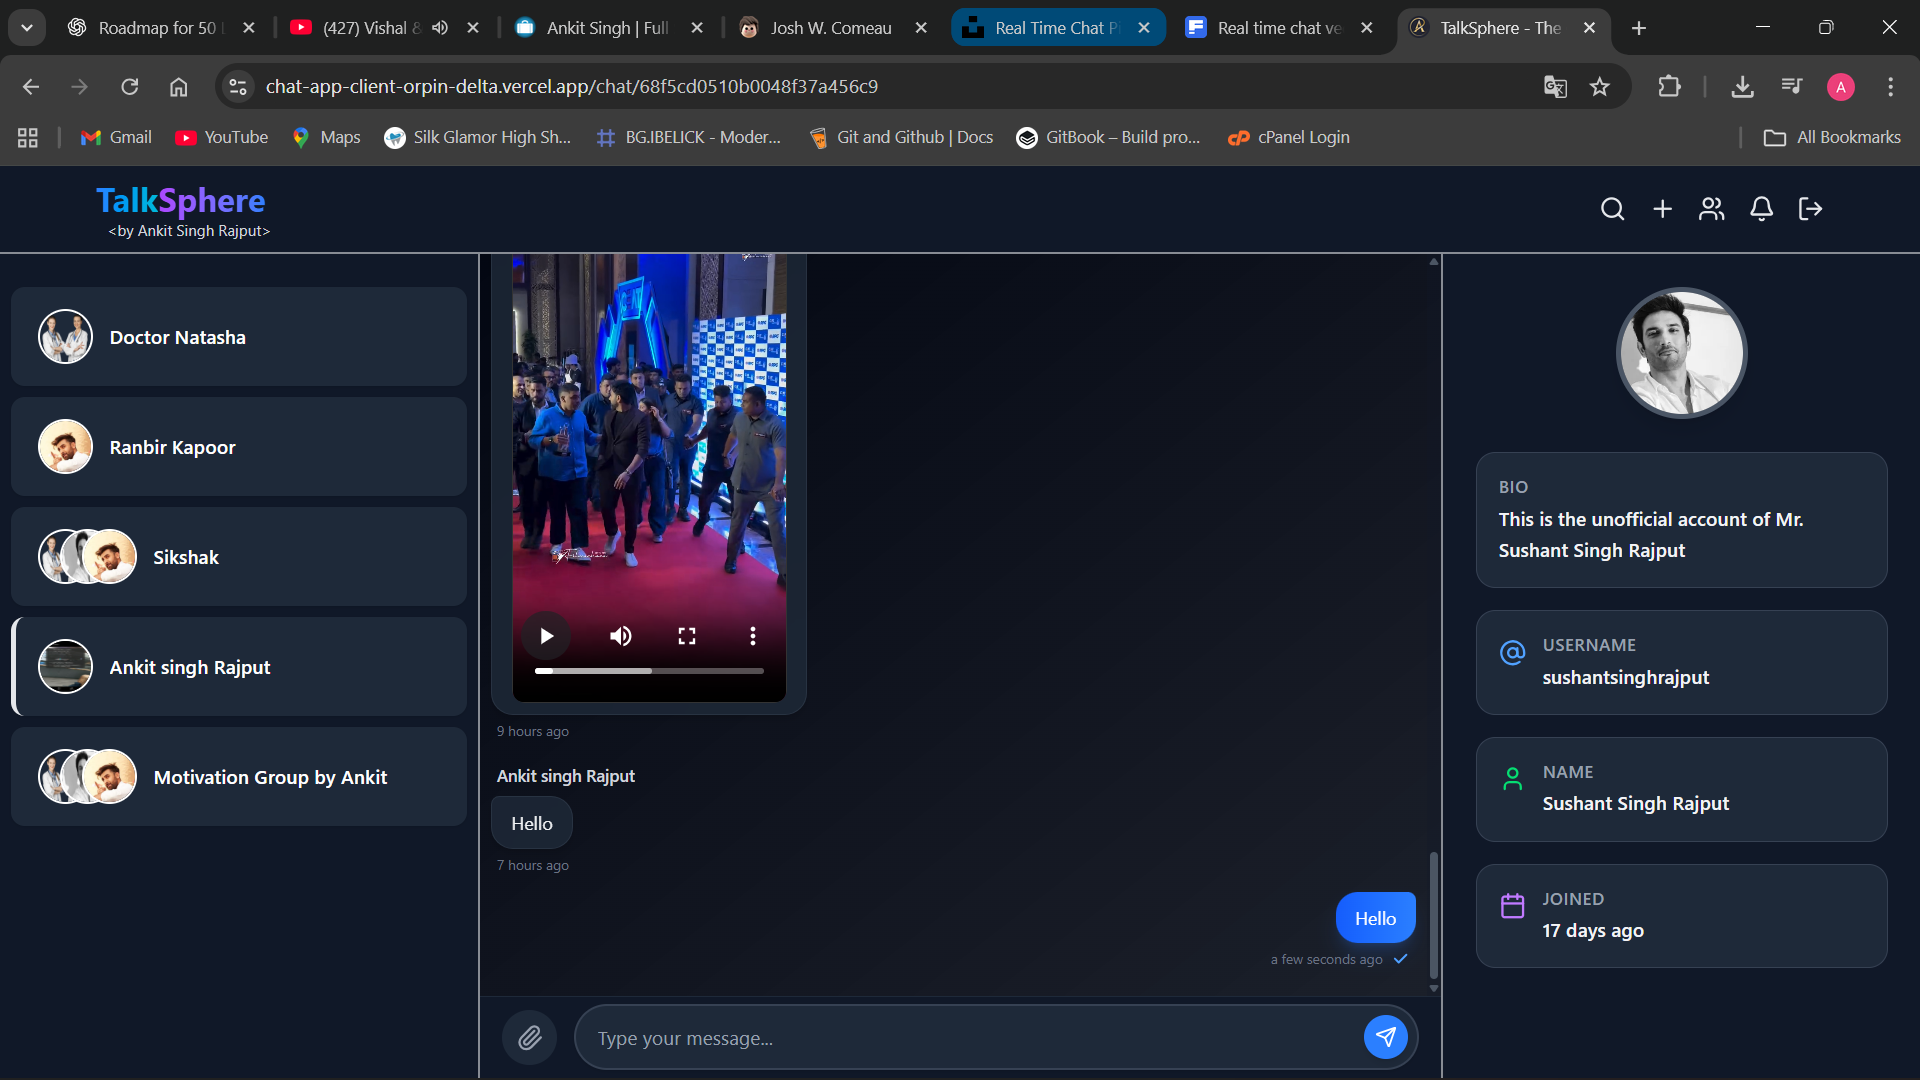 Roadmap for 50
(427) Vishal &
Ankit Singh | Full
Josh W. Comeau
Real Time Chat P
Real time chat ve
TalkSphere - The
chat-app-client-orpin-delta.vercel.app/chat/68f5cd0510b0048f37a456c9
A
Gmail
YouTube
Maps
Silk Glamor High Sh...
BG.IBELICK - Moder...
Git and Github | Docs
GitBook – Build pro...
cPanel Login
All Bookmarks
TalkSphere
<by Ankit Singh Rajput>
Doctor Natasha
Ranbir Kapoor
Sikshak
Ankit singh Rajput
Motivation Group by Ankit
9 hours ago
Ankit singh Rajput
Hello
7 hours ago
Hello
a few seconds ago
Type your message...
BIO
This is the unofficial account of Mr.
Sushant Singh Rajput
USERNAME
sushantsinghrajput
NAME
Sushant Singh Rajput
JOINED
17 days ago